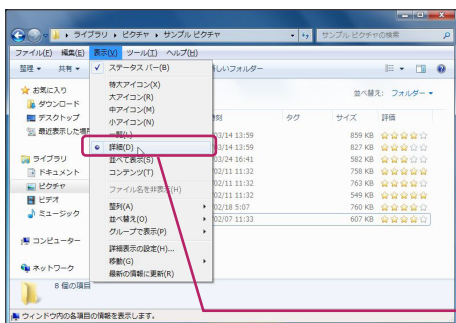 ライブラリ ▸ ピクチャ ▸ サンプル ピクチャ
サンプル ピクチャの検索
ファイル(F) 編集(E) 表示(V) ツール(T) ヘルプ(H)
整理 共有 新しいフォルダー
✓ ステータス バー(B)
特大アイコン(X)
大アイコン(R)
中アイコン(M)
小アイコン(N)
一覧(L)
詳細(D)
並べて表示(S)
コンテンツ(T)
ファイル名を非表示(H)
整列(A)
並べ替え(O)
グループで表示(P)
詳細表示の設定(H)...
移動(G)
最新の情報に更新(R)
お気に入り
ダウンロード
デスクトップ
最近表示した場所
ライブラリ
ドキュメント
ピクチャ
ビデオ
ミュージック
コンピューター
ネットワーク
並べ替え: フォルダー
タグ サイズ 評価
03/14 13:59 859 KB
03/14 13:59 827 KB
03/24 16:41 582 KB
02/11 11:32 758 KB
02/11 11:32 763 KB
02/11 11:32 549 KB
02/18 5:07 760 KB
02/07 11:33 607 KB
8 個の項目
ウィンドウ内の各項目の情報を表示します。